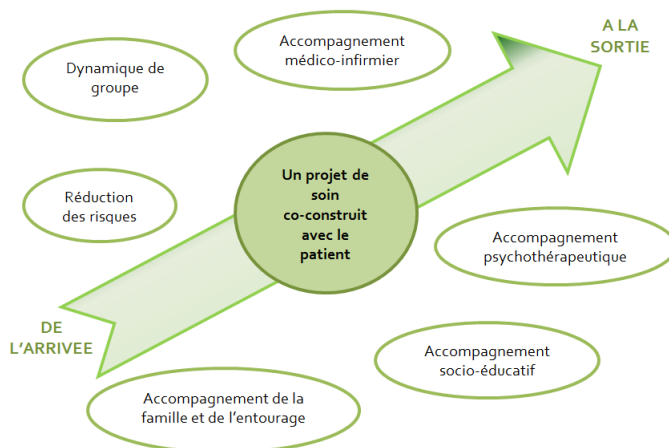 A LA
SORTIE
Accompagnement
médico-infirmier
Dynamique de
groupe
Un projet de
soin
co-construit
avec le
patient
Réduction
des risques
Accompagnement
psychothérapeutique
DE
L'ARRIVEE
Accompagnement
socio-éducatif
Accompagnement de la
famille et de l'entourage